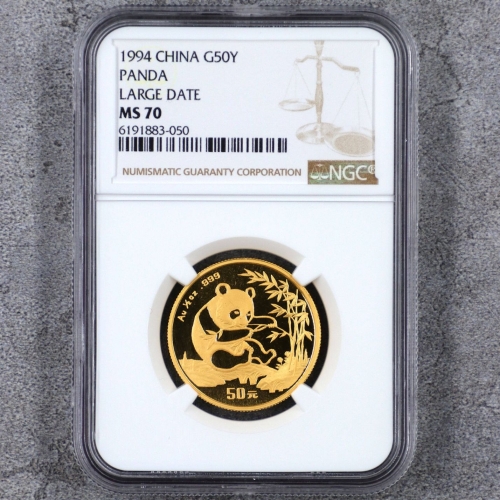 1994 CHINA G50Y
PANDA
LARGE DATE
MS 70
6191883-050
NUMISMATIC GUARANTY CORPORATION
NGC
Au ½oz .999
50元